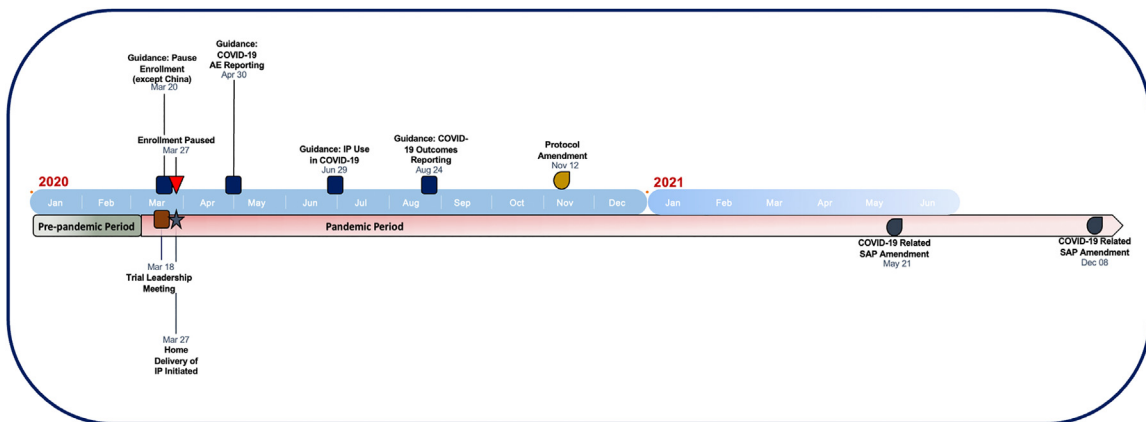 Guidance: Pause
Enrollment
(except China)
Mar 20
Guidance:
COVID-19
AE Reporting
Apr 30
Enrollment Paused
Mar 27
Guidance: IP Use
in COVID-19
Jun 29
Guidance: COVID-
19 Outcomes
Reporting
Aug 24
Protocol
Amendment
Nov 12
2020
2021
Jan Feb Mar Apr May Jun Jul Aug Sep Oct Nov Dec Jan Feb Mar Apr May Jun
Pre-pandemic Period
Pandemic Period
Mar 18
Trial Leadership
Meeting
Mar 27
Home
Delivery of
IP Initiated
COVID-19 Related
SAP Amendment
May 21
COVID-19 Related
SAP Amendment
Dec 08